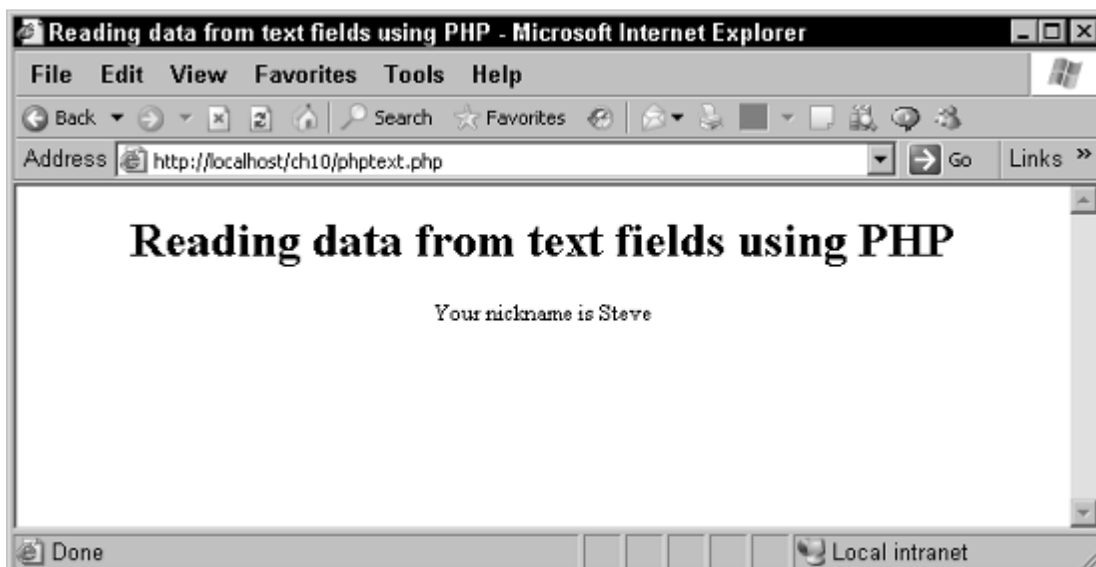 Reading data from text fields using PHP - Microsoft Internet Explorer
File Edit View Favorites Tools Help
Back Search Favorites
Address http://localhost/ch10/phptext.php Go Links »
Reading data from text fields using PHP
Your nickname is Steve
Done Local intranet